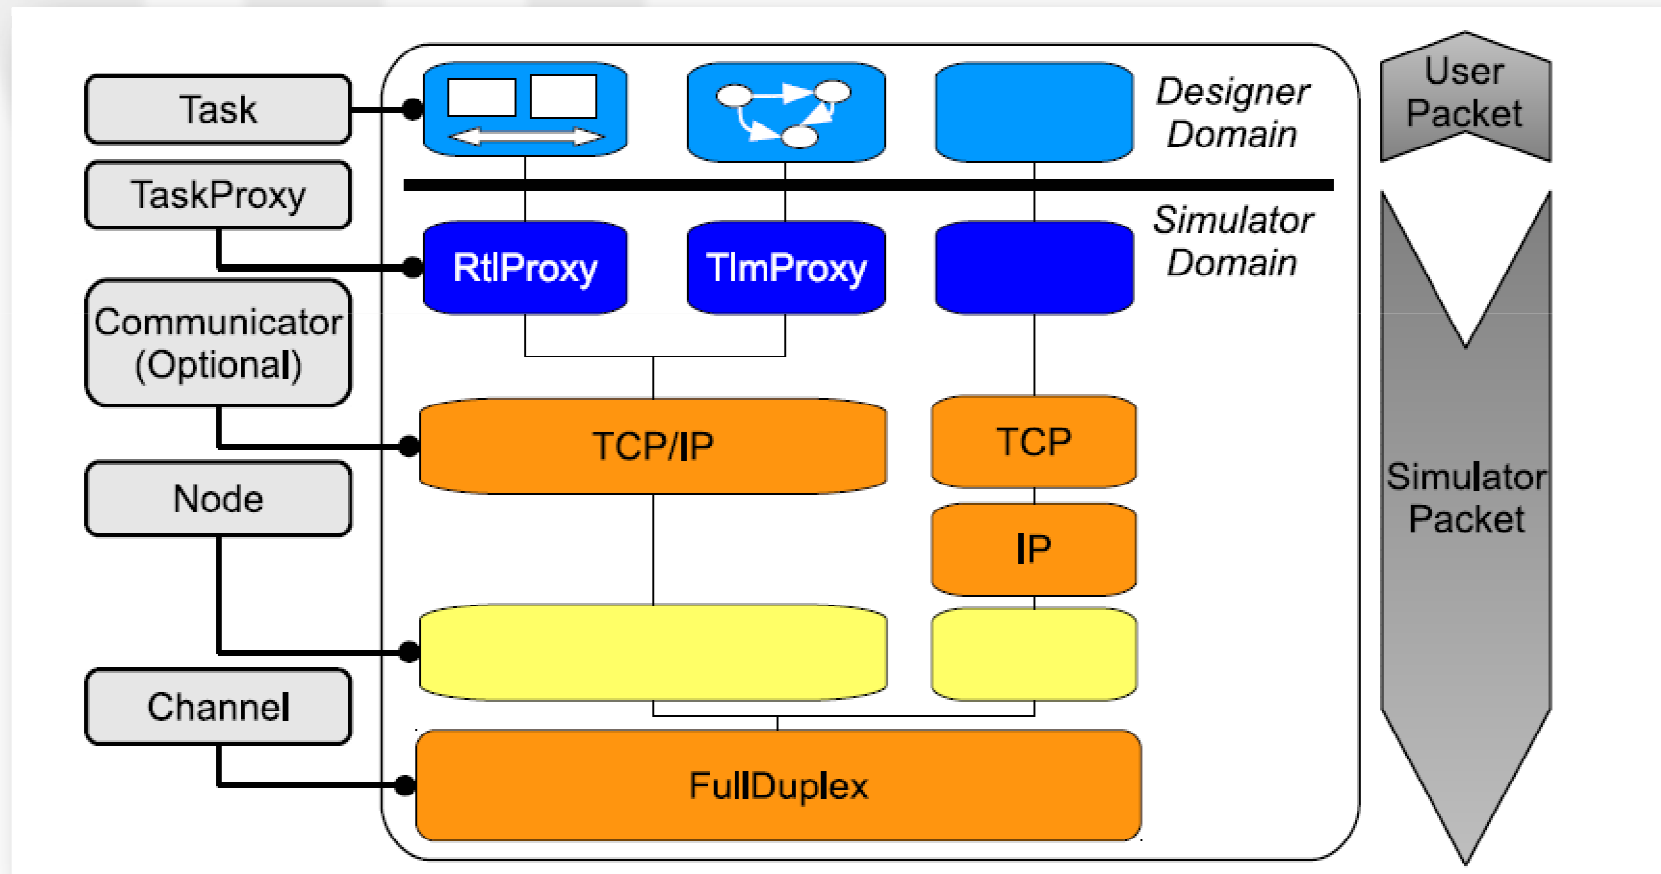 Task
TaskProxy
Communicator
(Optional)
Node
Channel
Designer
Domain
Simulator
Domain
RtlProxy
TlmProxy
TCP/IP
TCP
IP
FullDuplex
User
Packet
Simulator
Packet